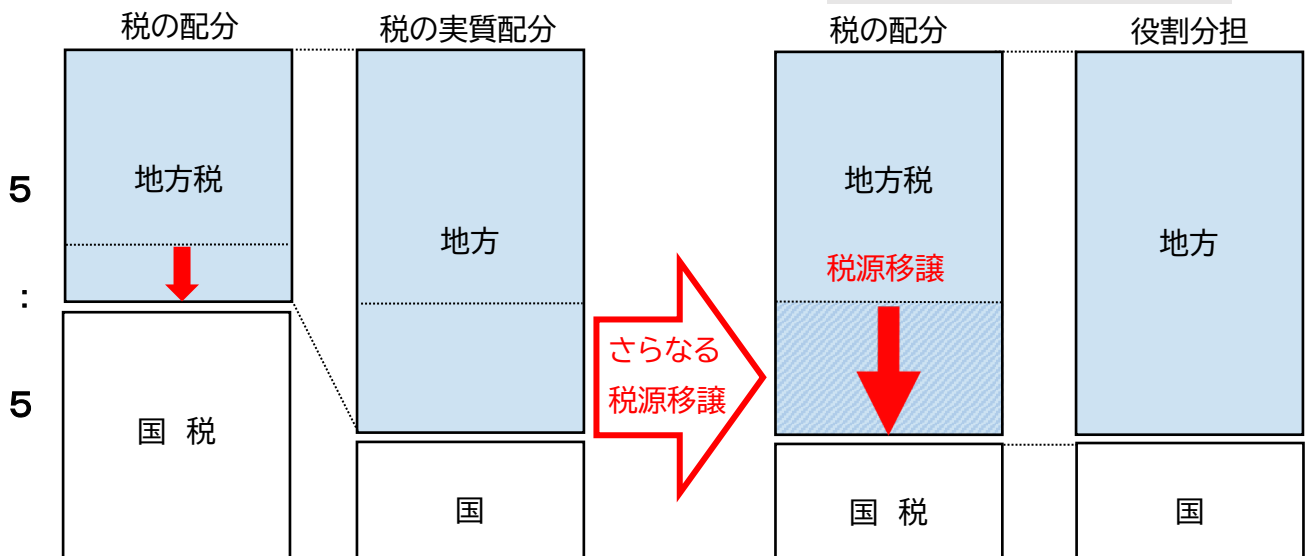 税の配分
税の実質配分
税の配分
役割分担
5
:
5
地方税
国 税
地方
国
さらなる
税源移譲
地方税
税源移譲
国 税
地方
国